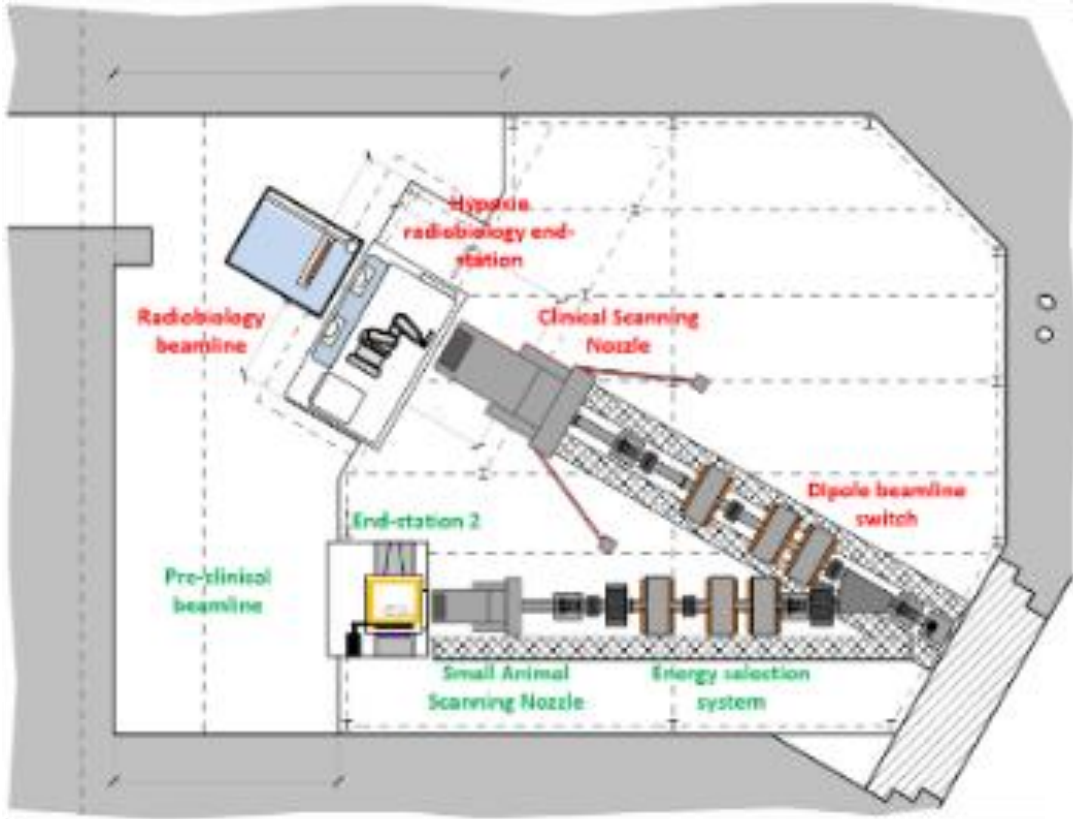 Hypoxie
radiobiology end-
station
Radiobiology
beamline
Clinical Scanning
Nozzle
Dipole beamline
switch
End-station 2
Pre-clinical
beamline
Small Animal
Scanning Nozzle
Energy selection
system